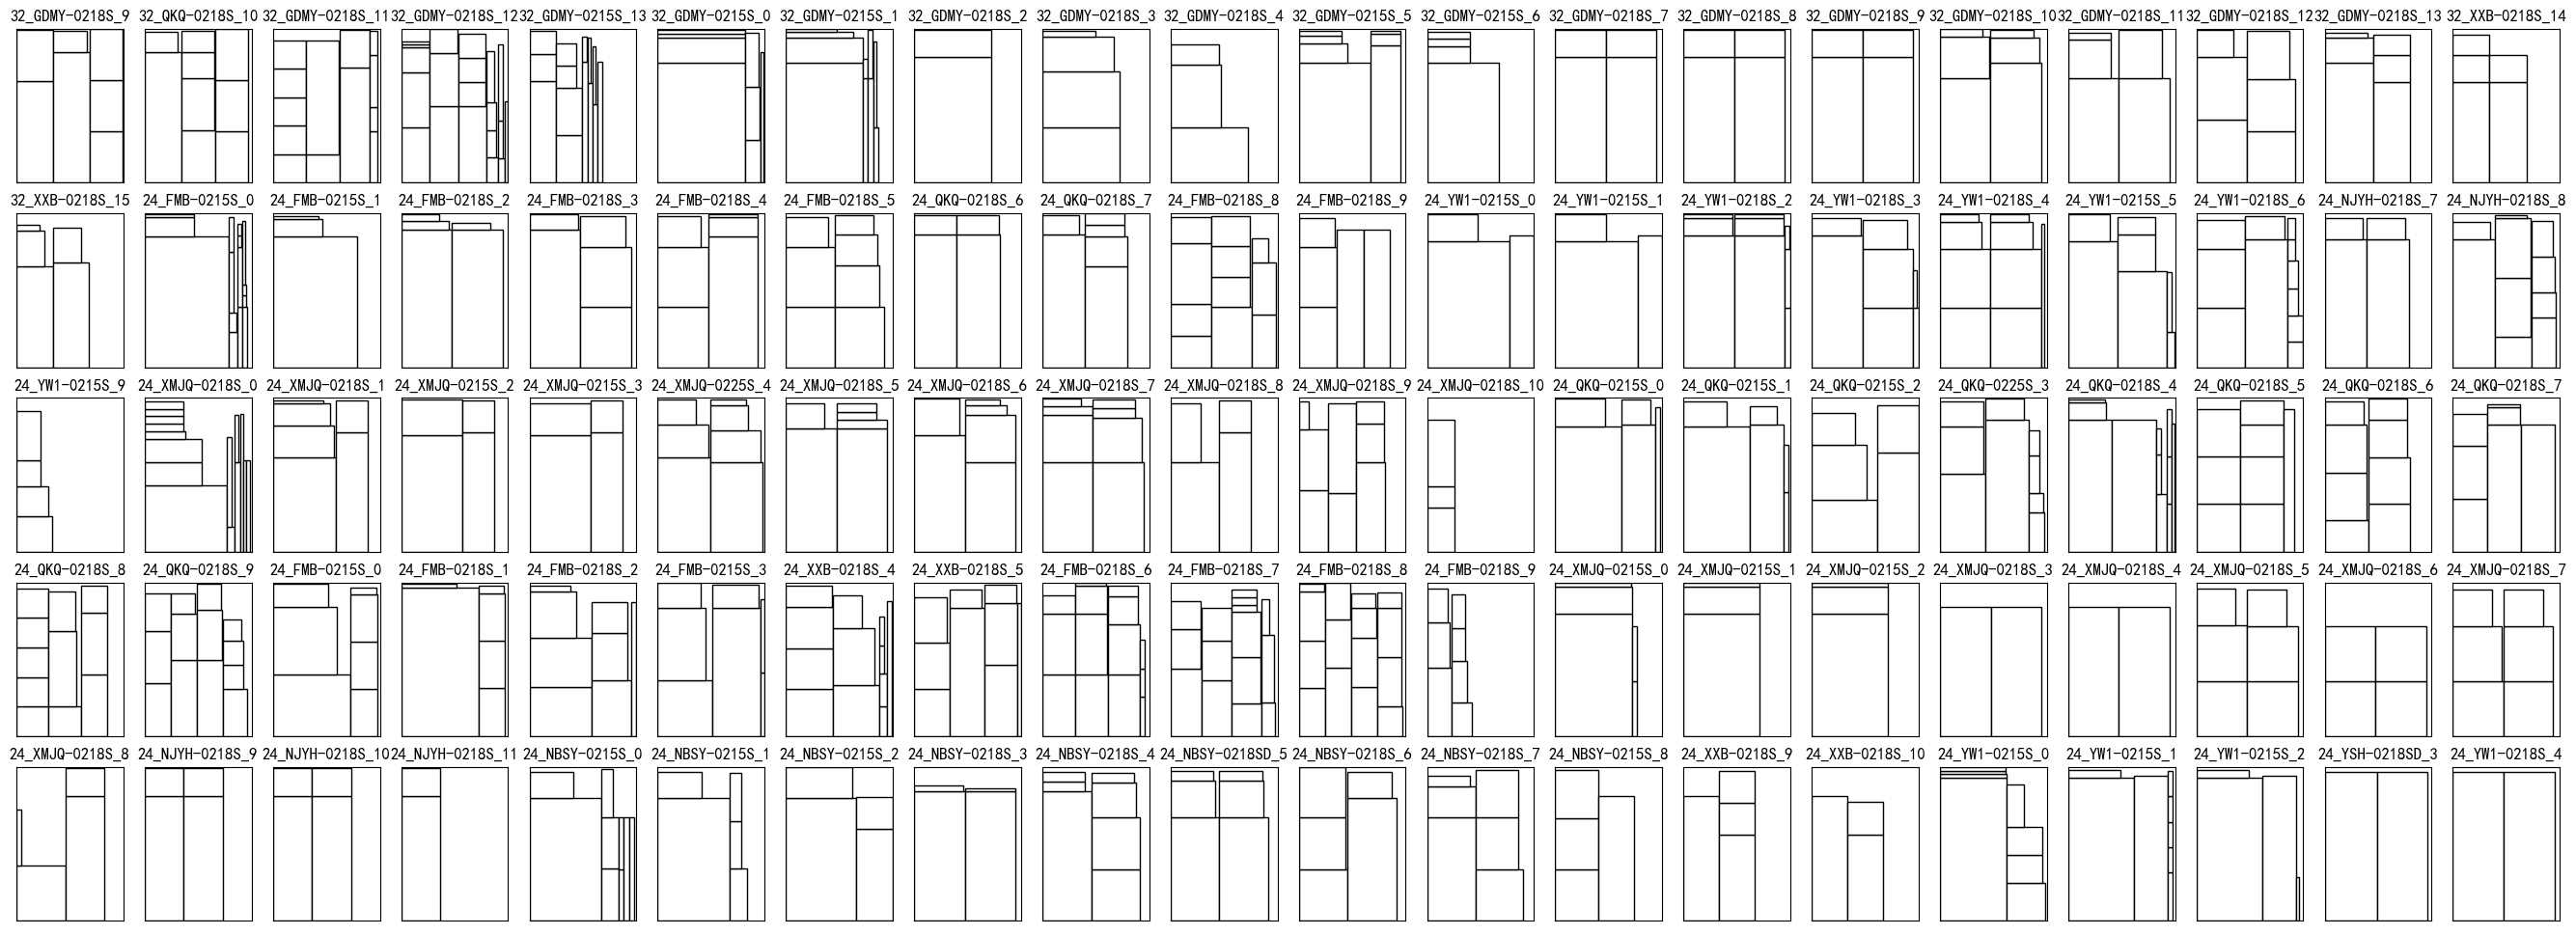 32_GDMY-0218S_9 32_QKQ-0218S_10 32_GDMY-0218S_11 32_GDMY-0218S_12 32_GDMY-0215S_13 32_GDMY-0215S_0 32_GDMY-0215S_1 32_GDMY-0218S_2 32_GDMY-0218S_3 32_GDMY-0218S_4 32_GDMY-0215S_5 32_GDMY-0215S_6 32_GDMY-0218S_7 32_GDMY-0218S_8 32_GDMY-0218S_9 32_GDMY-0218S_10 32_GDMY-0218S_11 32_GDMY-0218S_12 32_GDMY-0218S_13 32_XXB-0218S_14
32_XXB-0218S_15 24_FMB-0215S_0 24_FMB-0215S_1 24_FMB-0218S_2 24_FMB-0218S_3 24_FMB-0218S_4 24_FMB-0218S_5 24_QKQ-0218S_6 24_QKQ-0218S_7 24_FMB-0218S_8 24_FMB-0218S_9 24_YW1-0215S_0 24_YW1-0215S_1 24_YW1-0218S_2 24_YW1-0218S_3 24_YW1-0218S_4 24_YW1-0215S_5 24_YW1-0218S_6 24_NJYH-0218S_7 24_NJYH-0218S_8
24_YW1-0215S_9 24_XMJQ-0218S_0 24_XMJQ-0218S_1 24_XMJQ-0215S_2 24_XMJQ-0215S_3 24_XMJQ-0225S_4 24_XMJQ-0218S_5 24_XMJQ-0218S_6 24_XMJQ-0218S_7 24_XMJQ-0218S_8 24_XMJQ-0218S_9 24_XMJQ-0218S_10 24_QKQ-0215S_0 24_QKQ-0215S_1 24_QKQ-0215S_2 24_QKQ-0225S_3 24_QKQ-0218S_4 24_QKQ-0218S_5 24_QKQ-0218S_6 24_QKQ-0218S_7
24_QKQ-0218S_8 24_QKQ-0218S_9 24_FMB-0215S_0 24_FMB-0218S_1 24_FMB-0218S_2 24_FMB-0215S_3 24_XXB-0218S_4 24_XXB-0218S_5 24_FMB-0218S_6 24_FMB-0218S_7 24_FMB-0218S_8 24_FMB-0218S_9 24_XMJQ-0215S_0 24_XMJQ-0218S_1 24_XMJQ-0215S_2 24_XMJQ-0218S_3 24_XMJQ-0218S_4 24_XMJQ-0218S_5 24_XMJQ-0218S_6 24_XMJQ-0218S_7
24_XMJQ-0218S_8 24_NJYH-0218S_9 24_NJYH-0218S_10 24_NJYH-0218S_11 24_NBSY-0215S_0 24_NBSY-0215S_1 24_NBSY-0215S_2 24_NBSY-0218S_3 24_NBSY-0218S_4 24_NBSY-0218SD_5 24_NBSY-0218S_6 24_NBSY-0218S_7 24_NBSY-0215S_8 24_XXB-0218S_9 24_XXB-0218S_10 24_YW1-0215S_0 24_YW1-0215S_1 24_YW1-0215S_2 24_YSH-0218SD_3 24_YW1-0218S_4